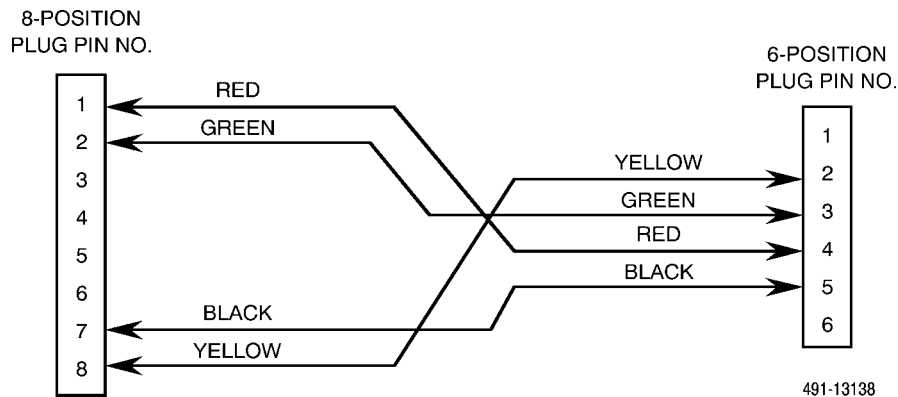 8-POSITION
PLUG PIN NO.
6-POSITION
PLUG PIN NO.
1
2
3
4
5
6
7
8
RED
GREEN
BLACK
YELLOW
YELLOW
GREEN
RED
BLACK
1
2
3
4
5
6
491-13138